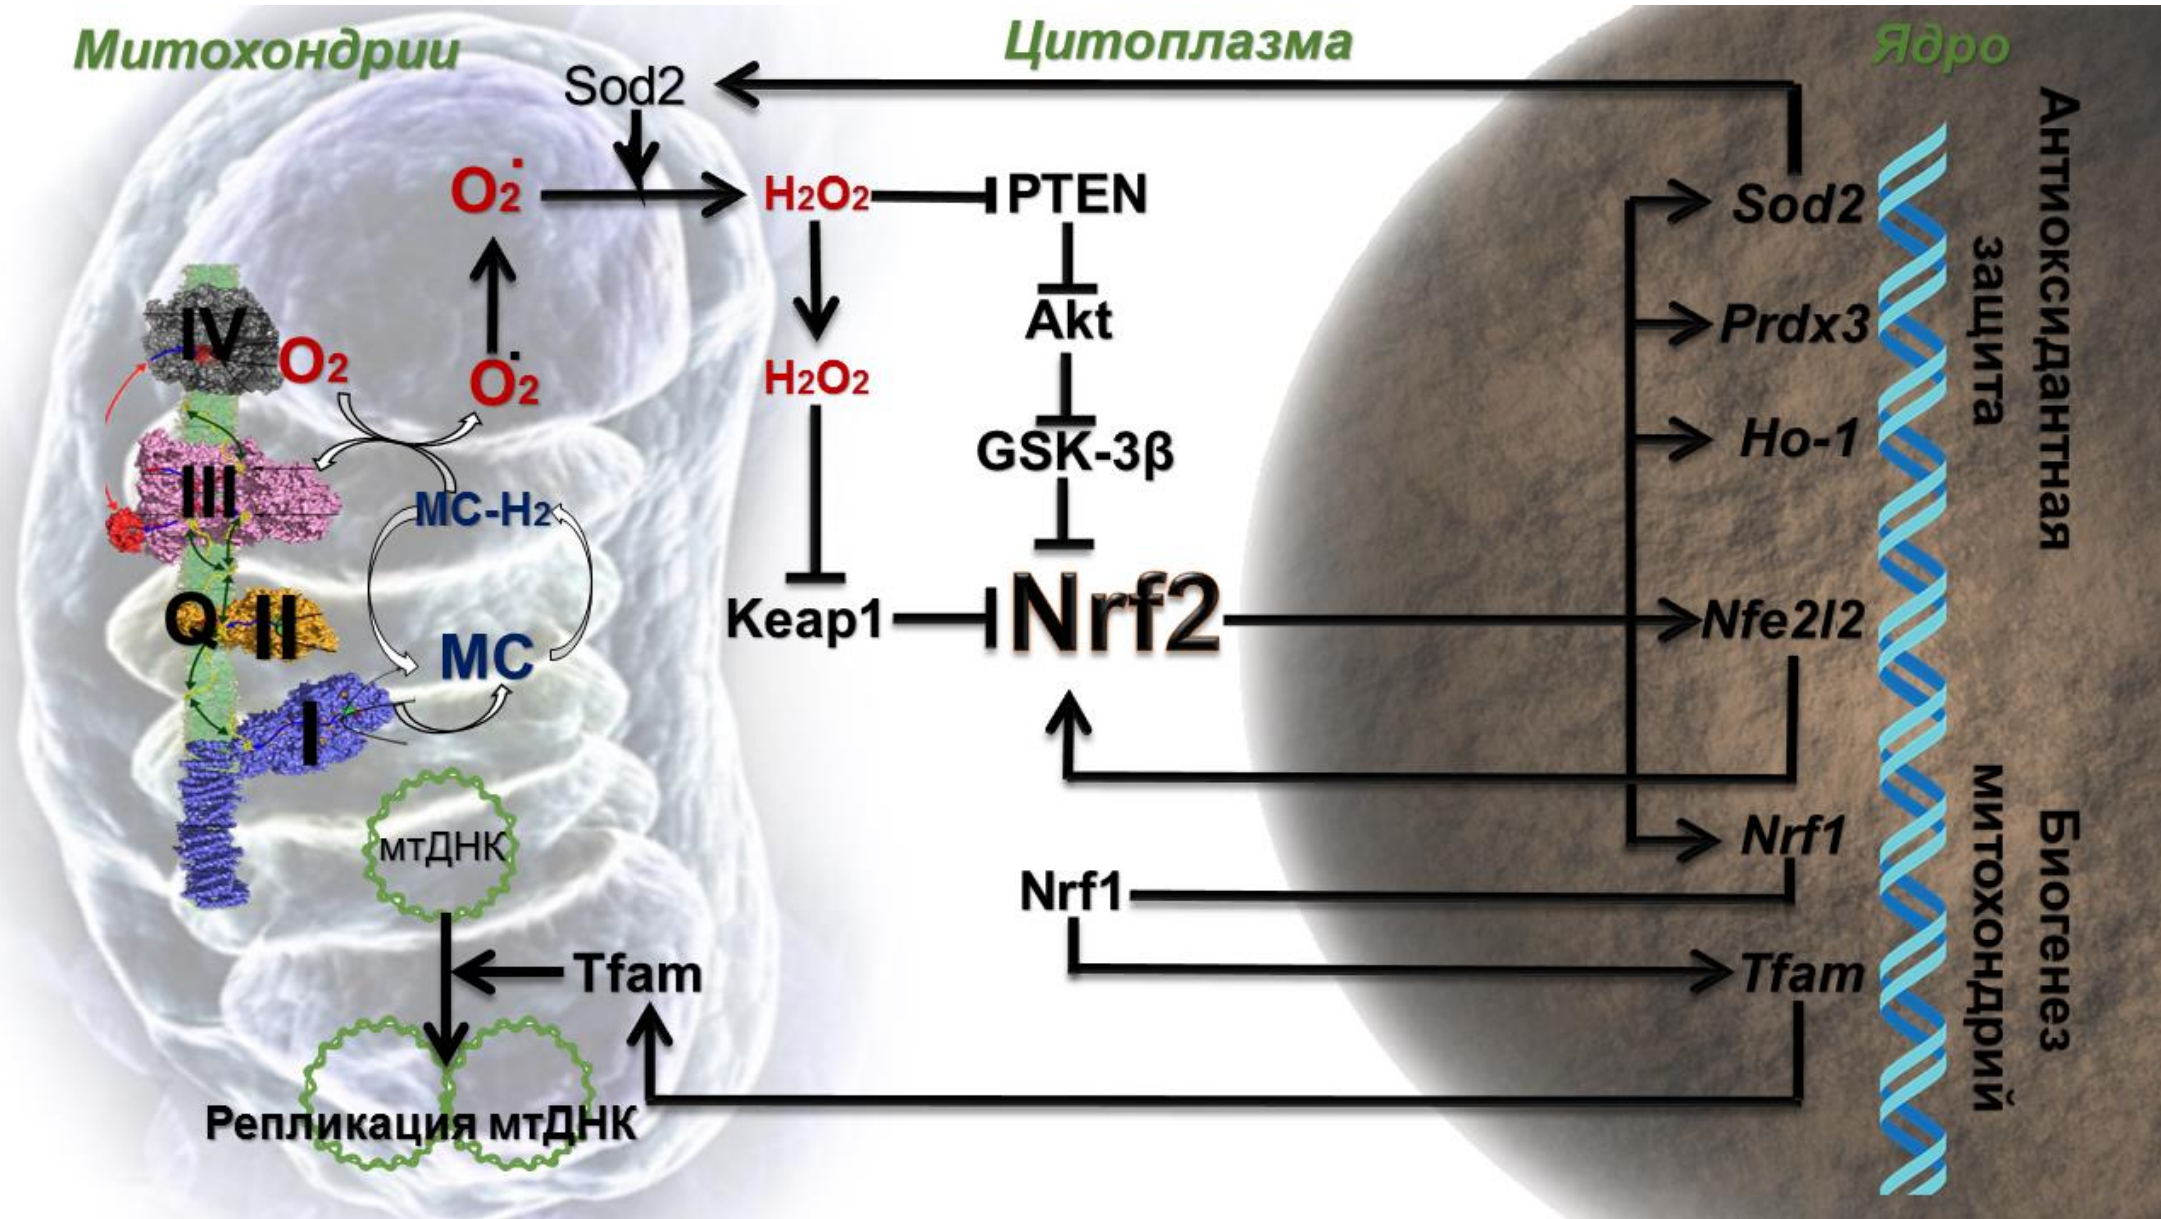 Митохондрии
Цитоплазма
Ядро
Sod2
O2˙
H2O2
PTEN
Sod2
IV
O2
O2˙
H2O2
Akt
Prdx3
III
MC-H2
GSK-3β
Ho-1
Антиоксидантная
защита
Q
II
MC
Keap1
Nrf2
Nfe2l2
I
мтДНК
Nrf1
Nrf1
Tfam
Tfam
Биогенез
митохондрий
Репликация мтДНК